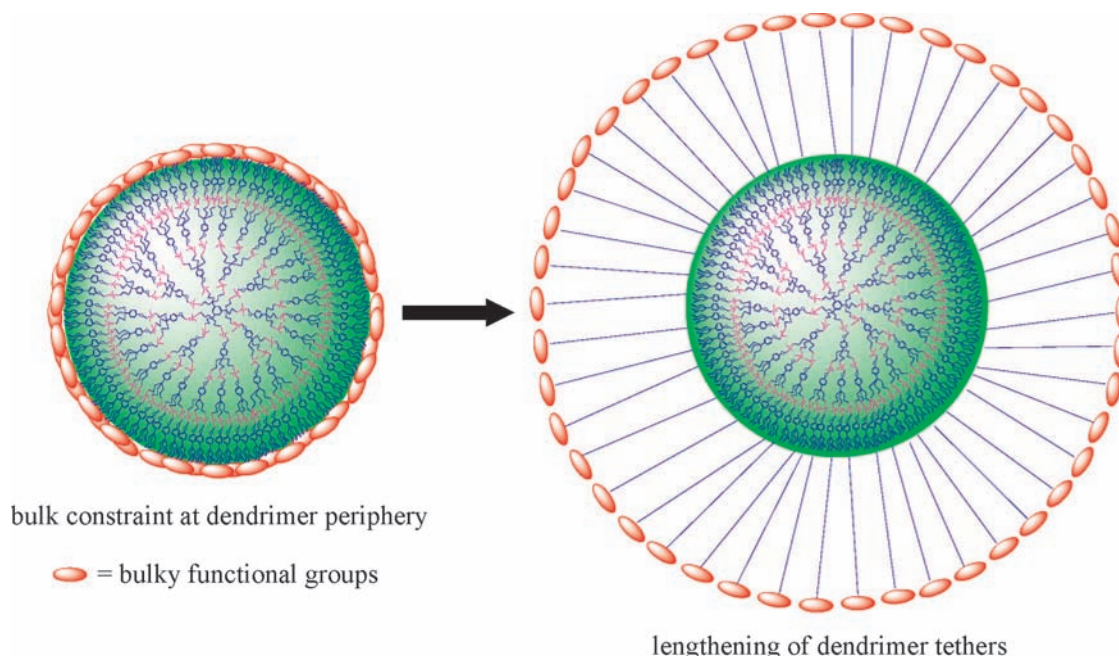 bulk constraint at dendrimer periphery
= bulky functional groups
lengthening of dendrimer tethers